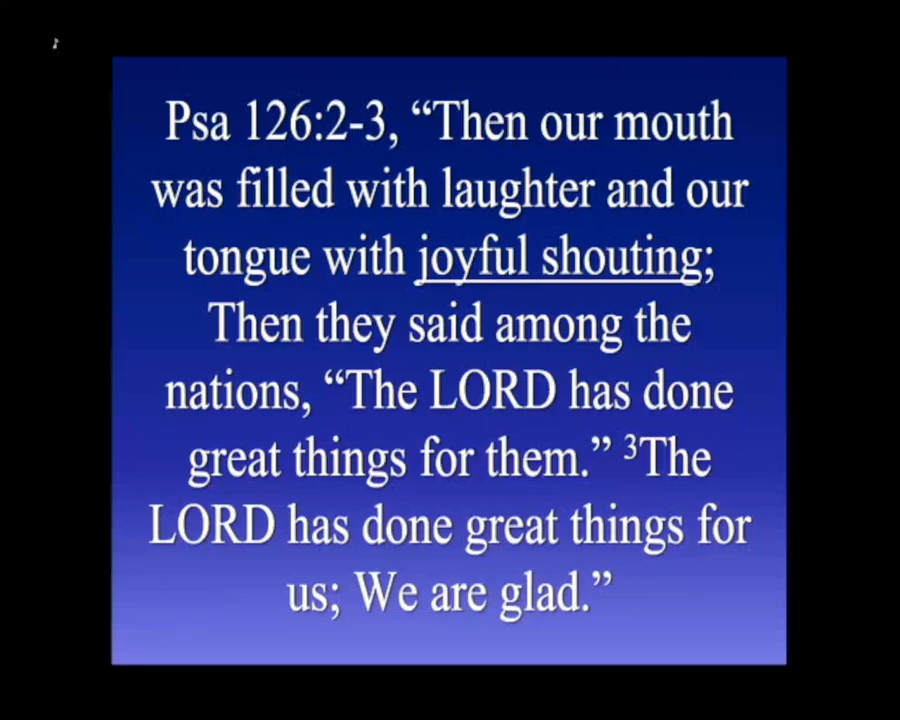 Psa 126:2-3, “Then our mouth
was filled with laughter and our
tongue with joyful shouting;
Then they said among the
nations, “The LORD has done
great things for them.” ³The
LORD has done great things for
us; We are glad.”